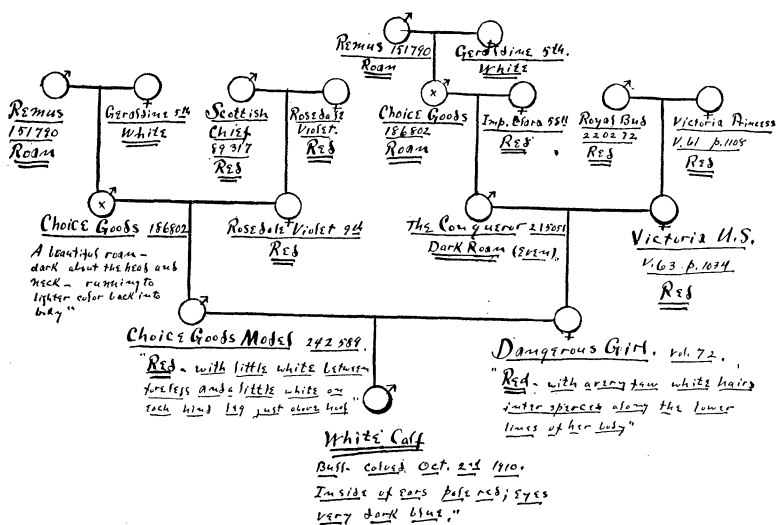 Remus 151790
Roan
Geraldine 5th.
White
Remus
151790
Roan
Geraldine 5th
White
Scottish
Chief
89317
Red
Rosedale
Violet.
Red
Choice Goods
186802
Roan
Imp. Clara 58th
Red
Royal Bud
220272
Red
Victoria Princess
V.61 p.1108
Red
Choice Goods 186802
A beautiful roan –
dark about the head and
neck – running to
lighter color back into
body"
Rosedale Violet 9th
Red
The Conqueror 215051
Dark Roan (Even).
Victoria U.S.
V.63. p.1034
Red
Choice Goods Model 242589.
"Red – with little white between
forelegs and a little white on
each hind leg just above hoof"
Dangerous Girl. vol. 72.
"Red – with a very few white hairs
interspersed along the lower
lines of her body"
White Calf
Bull – calved Oct. 2nd 1910.
Inside of ears pale red; Eyes
very dark blue."